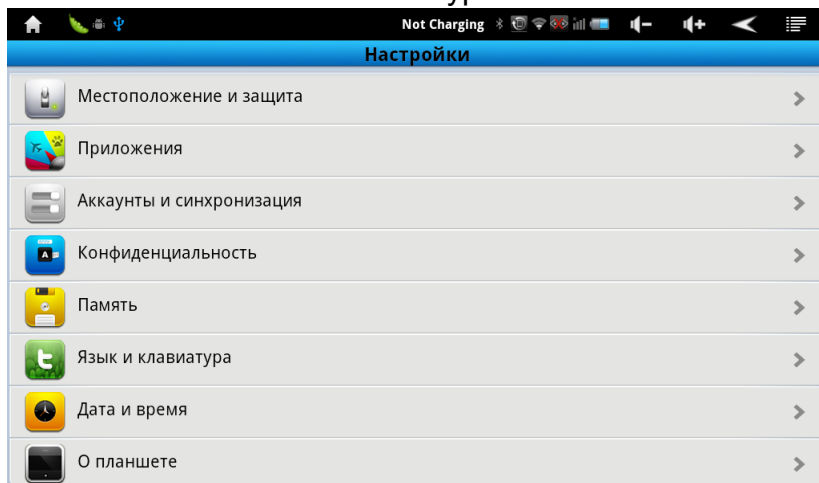 Not Charging
Настройки
Местоположение и защита
Приложения
Аккаунты и синхронизация
Конфиденциальность
Память
Язык и клавиатура
Дата и время
О планшете